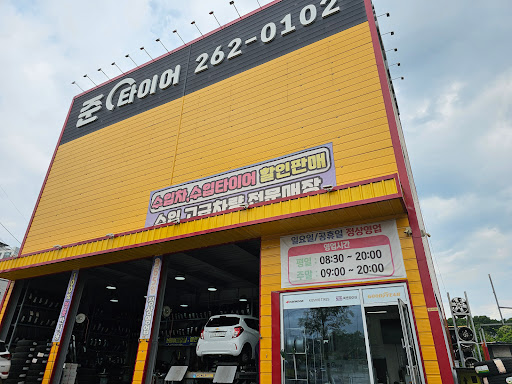 준 타이어 262-0102
수입차, 수입타이어 할인판매
수입 고급차량 전문매장
일요일/공휴일 정상영업
영업시간
평일 : 08:30 ~ 20:00
주말 : 09:00 ~ 20:00